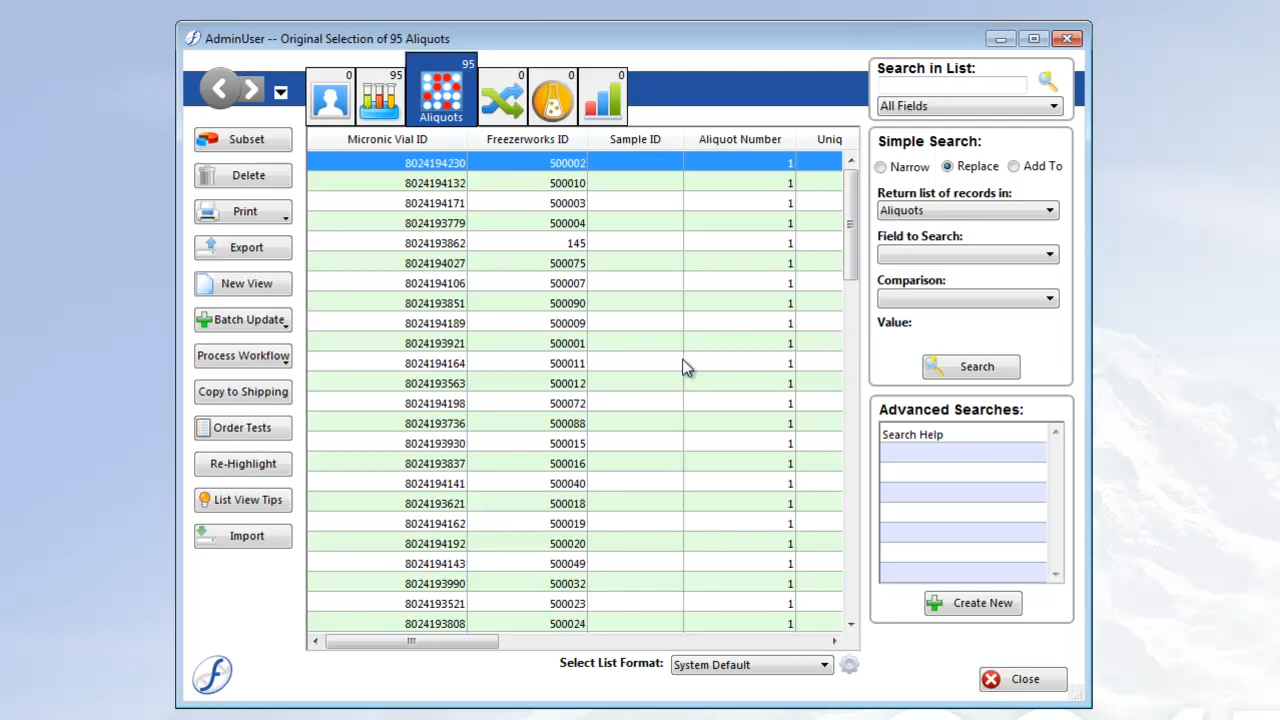 AdminUser -- Original Selection of 95 Aliquots
0
95
95
Aliquots
0
0
0
Subset
Delete
Print
Export
New View
Batch Update
Process Workflow
Copy to Shipping
Order Tests
Re-Highlight
List View Tips
Import
Micronic Vial ID Freezerworks ID Sample ID Aliquot Number Uniq
8024194230 500002 1
8024194132 500010 1
8024194171 500003 1
8024193779 500004 1
8024193862 145 1
8024194027 500075 1
8024194106 500007 1
8024193851 500090 1
8024194189 500009 1
8024193921 500001 1
8024194164 500011 1
8024193563 500012 1
8024194198 500072 1
8024193736 500088 1
8024193930 500015 1
8024193837 500016 1
8024194141 500040 1
8024193621 500018 1
8024194162 500019 1
8024194192 500020 1
8024194143 500049 1
8024193990 500032 1
8024193521 500023 1
8024193808 500024 1
Select List Format: System Default
Search in List:
All Fields
Simple Search:
Narrow Replace Add To
Return list of records in:
Aliquots
Field to Search:
Comparison:
Value:
Search
Advanced Searches:
Search Help
Create New
Close